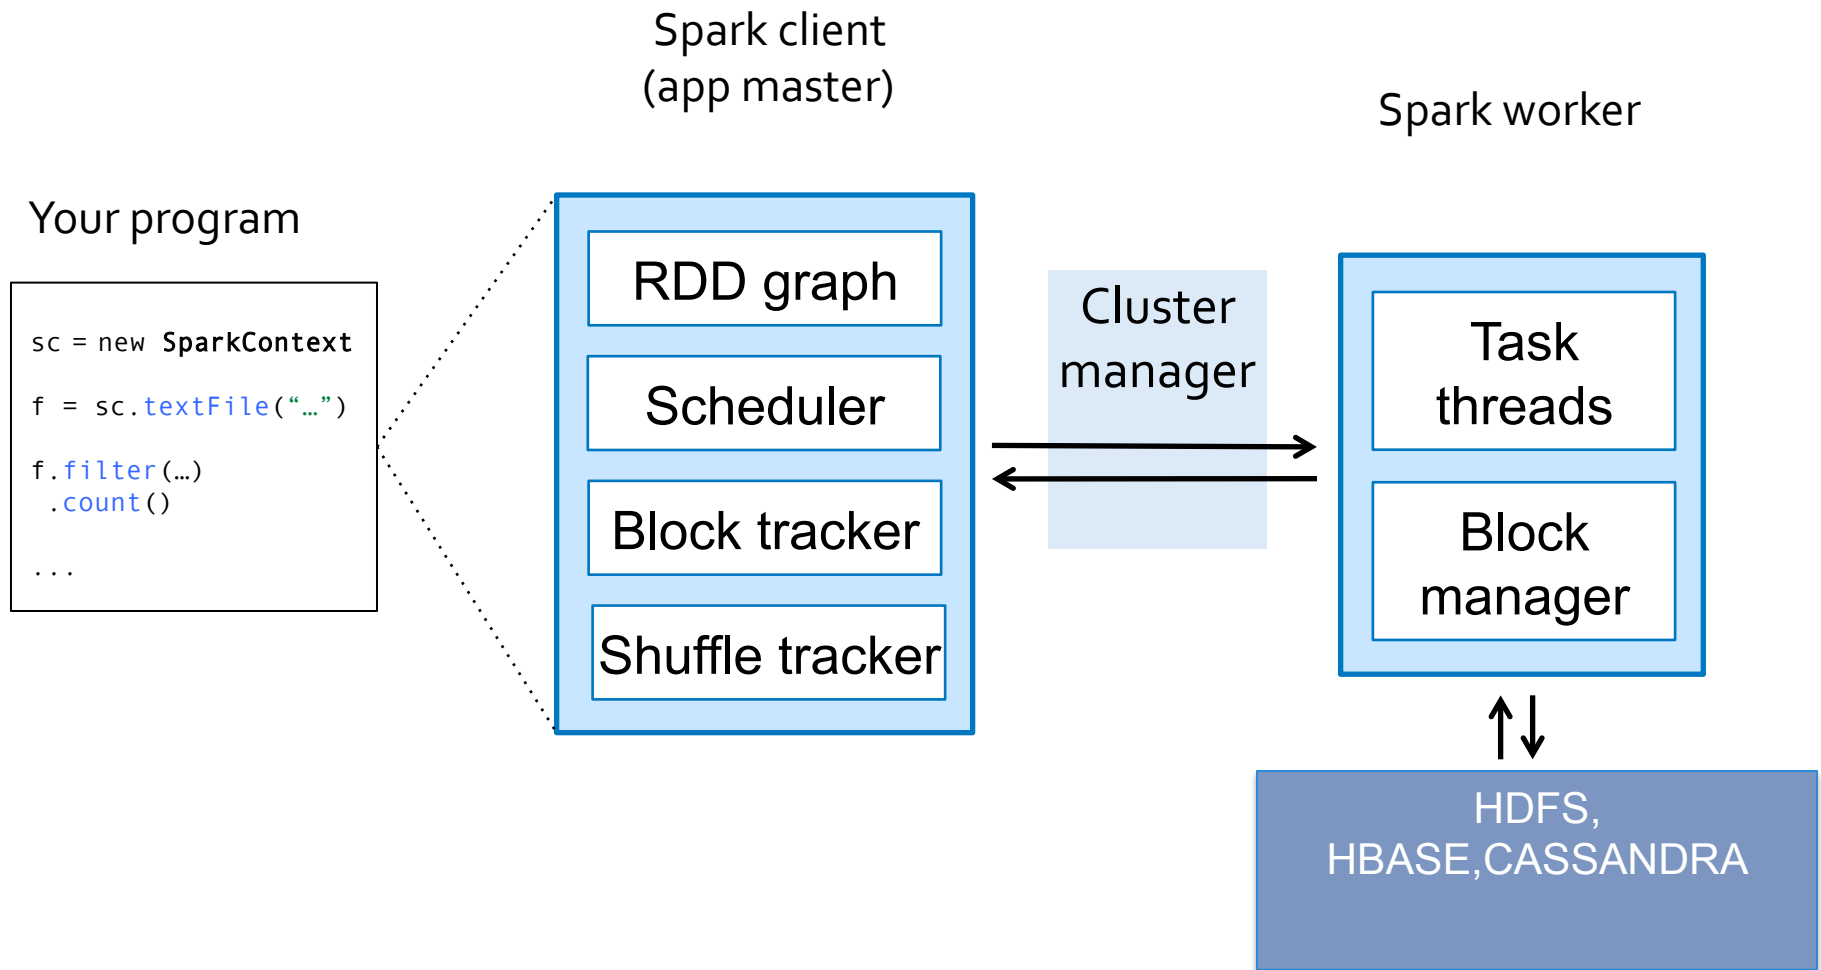 Spark client
(app master)
Spark worker
Your program
sc = new SparkContext
f = sc.textFile(“…”)
f.filter(…)
.count()
...
RDD graph
Scheduler
Block tracker
Shuffle tracker
Cluster
manager
Task
threads
Block
manager
HDFS,
HBASE,CASSANDRA